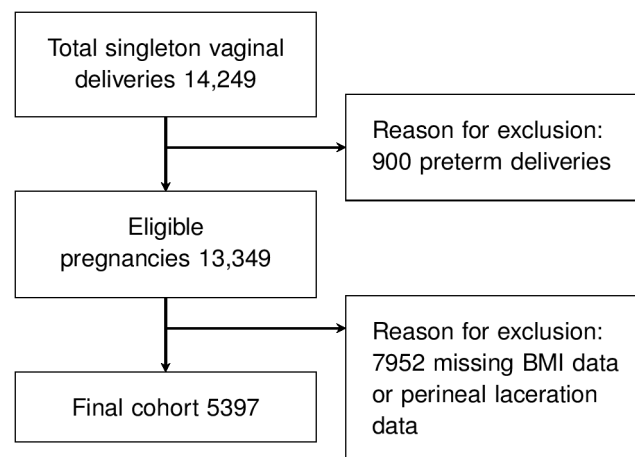 Total singleton vaginal
deliveries 14,249
Reason for exclusion:
900 preterm deliveries
Eligible
pregnancies 13,349
Reason for exclusion:
7952 missing BMI data
or perineal laceration
data
Final cohort 5397